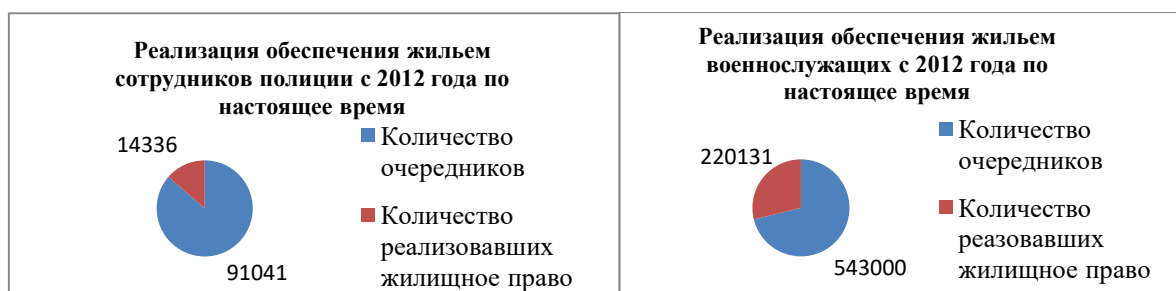 Реализация обеспечения жильем
сотрудников полиции с 2012 года по
настоящее время
14336
91041
Количество
очередников
Количество
реализовавших
жилищное право
Реализация обеспечения жильем
военнослужащих с 2012 года по
настоящее время
220131
543000
Количество
очередников
Количество
реазовавших
жилищное право